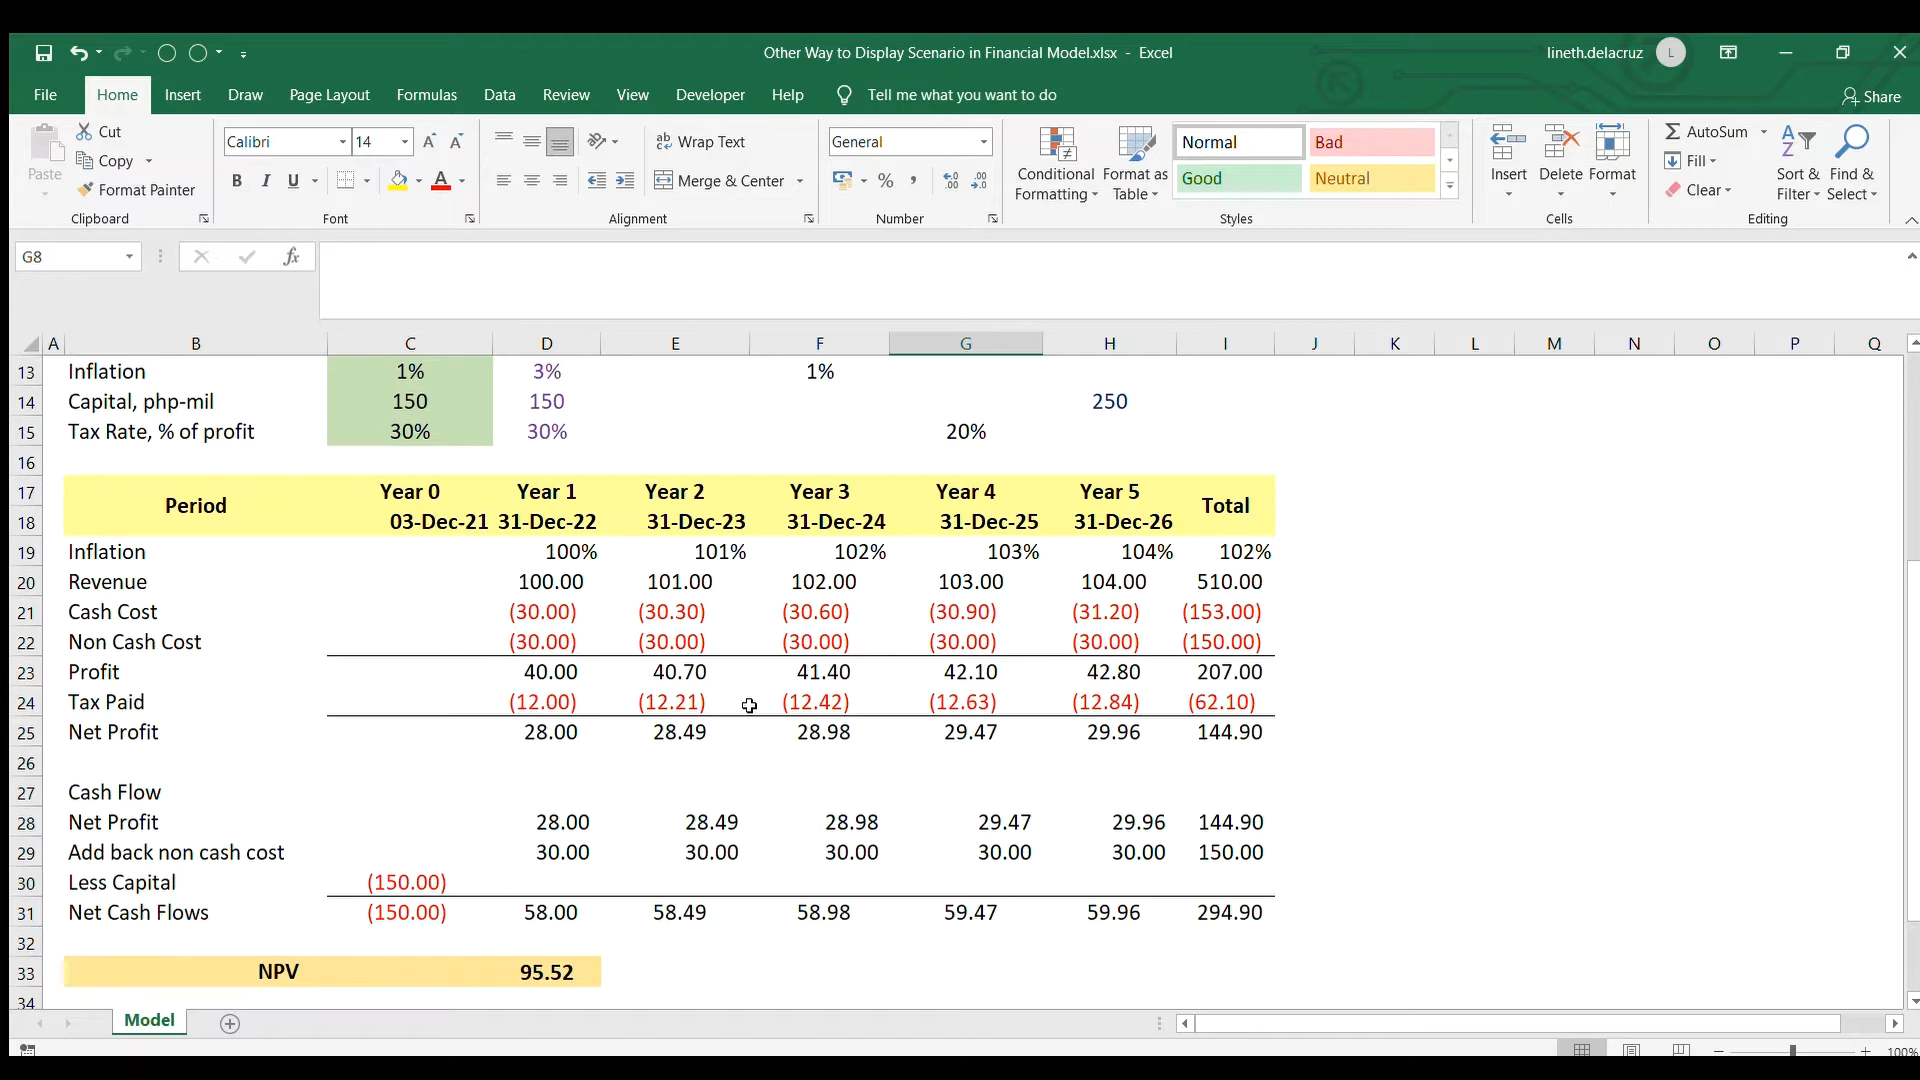 Other Way to Display Scenario in Financial Model.xlsx - Excel
lineth.delacruz L
File Home Insert Draw Page Layout Formulas Data Review View Developer Help Tell me what you want to do Share
Paste
Cut
Copy
Format Painter
Clipboard
Calibri 14
B I U
Font
Wrap Text
Merge & Center
Alignment
General
Number
Conditional Formatting
Format as Table
Normal Bad
Good Neutral
Styles
Insert Delete Format
Cells
AutoSum
Fill
Clear
Sort & Filter
Find & Select
Editing
G8 fx
A B C D E F G H I J K L M N O P Q
13 Inflation 1% 3% 1%
14 Capital, php-mil 150 150 250
15 Tax Rate, % of profit 30% 30% 20%
16
17 Period Year 0 Year 1 Year 2 Year 3 Year 4 Year 5 Total
18 03-Dec-21 31-Dec-22 31-Dec-23 31-Dec-24 31-Dec-25 31-Dec-26
19 Inflation 100% 101% 102% 103% 104% 102%
20 Revenue 100.00 101.00 102.00 103.00 104.00 510.00
21 Cash Cost (30.00) (30.30) (30.60) (30.90) (31.20) (153.00)
22 Non Cash Cost (30.00) (30.00) (30.00) (30.00) (30.00) (150.00)
23 Profit 40.00 40.70 41.40 42.10 42.80 207.00
24 Tax Paid (12.00) (12.21) (12.42) (12.63) (12.84) (62.10)
25 Net Profit 28.00 28.49 28.98 29.47 29.96 144.90
26
27 Cash Flow
28 Net Profit 28.00 28.49 28.98 29.47 29.96 144.90
29 Add back non cash cost 30.00 30.00 30.00 30.00 30.00 150.00
30 Less Capital (150.00)
31 Net Cash Flows (150.00) 58.00 58.49 58.98 59.47 59.96 294.90
32
33 NPV 95.52
34
Model
100%